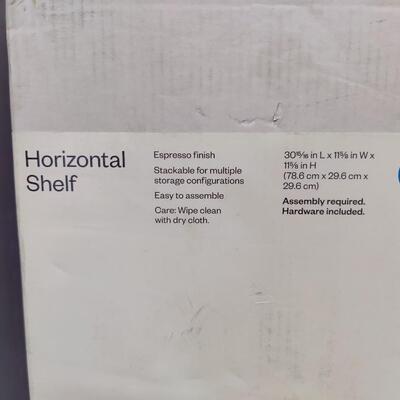 Horizontal
Shelf
Espresso finish
Stackable for multiple
storage configurations
Easy to assemble
Care: Wipe clean
with dry cloth.
30¹⁵⁄₁₆ in L x 11⅝ in W x
11⅝ in H
(78.6 cm x 29.6 cm x
29.6 cm)
Assembly required.
Hardware included.